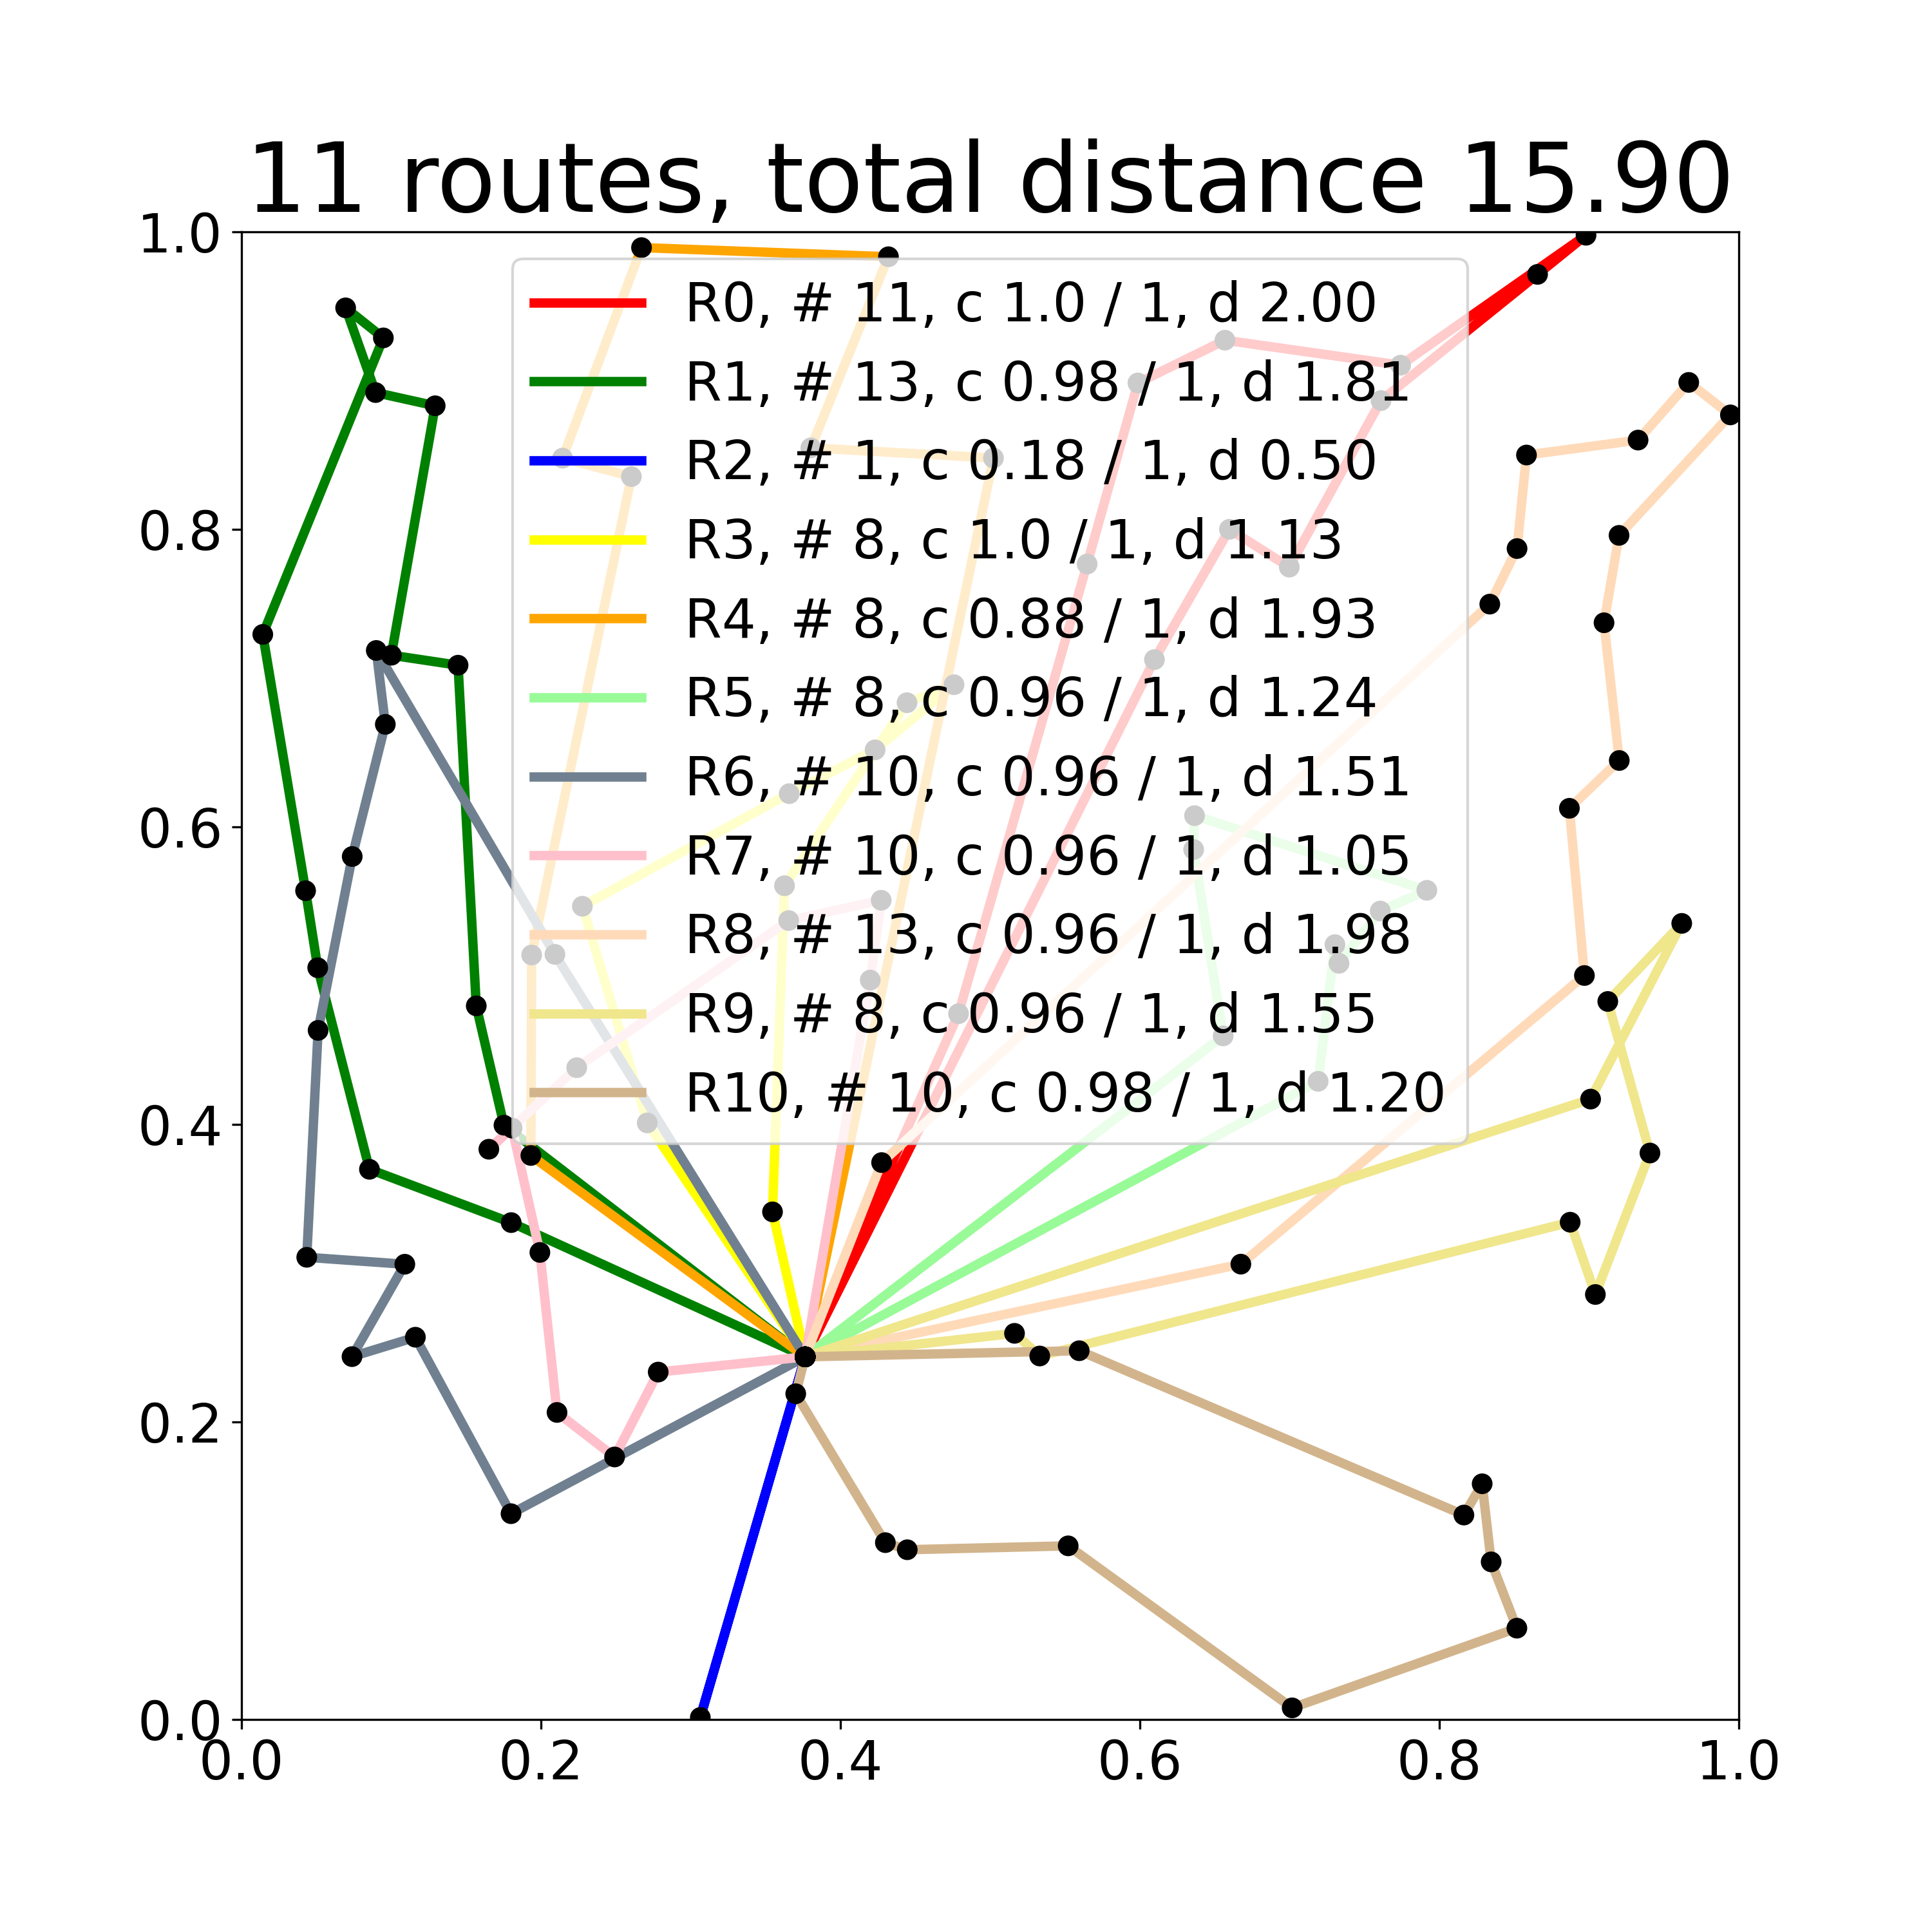 11 routes, total distance 15.90
1.0
0.8
0.6
0.4
0.2
0.0
R0, # 11, c 1.0 / 1, d 2.00
R1, # 13, c 0.98 / 1, d 1.81
R2, # 1, c 0.18 / 1, d 0.50
R3, # 8, c 1.0 / 1, d 1.13
R4, # 8, c 0.88 / 1, d 1.93
R5, # 8, c 0.96 / 1, d 1.24
R6, # 10, c 0.96 / 1, d 1.51
R7, # 10, c 0.96 / 1, d 1.05
R8, # 13, c 0.96 / 1, d 1.98
R9, # 8, c 0.96 / 1, d 1.55
R10, # 10, c 0.98 / 1, d 1.20
0.0 0.2 0.4 0.6 0.8 1.0